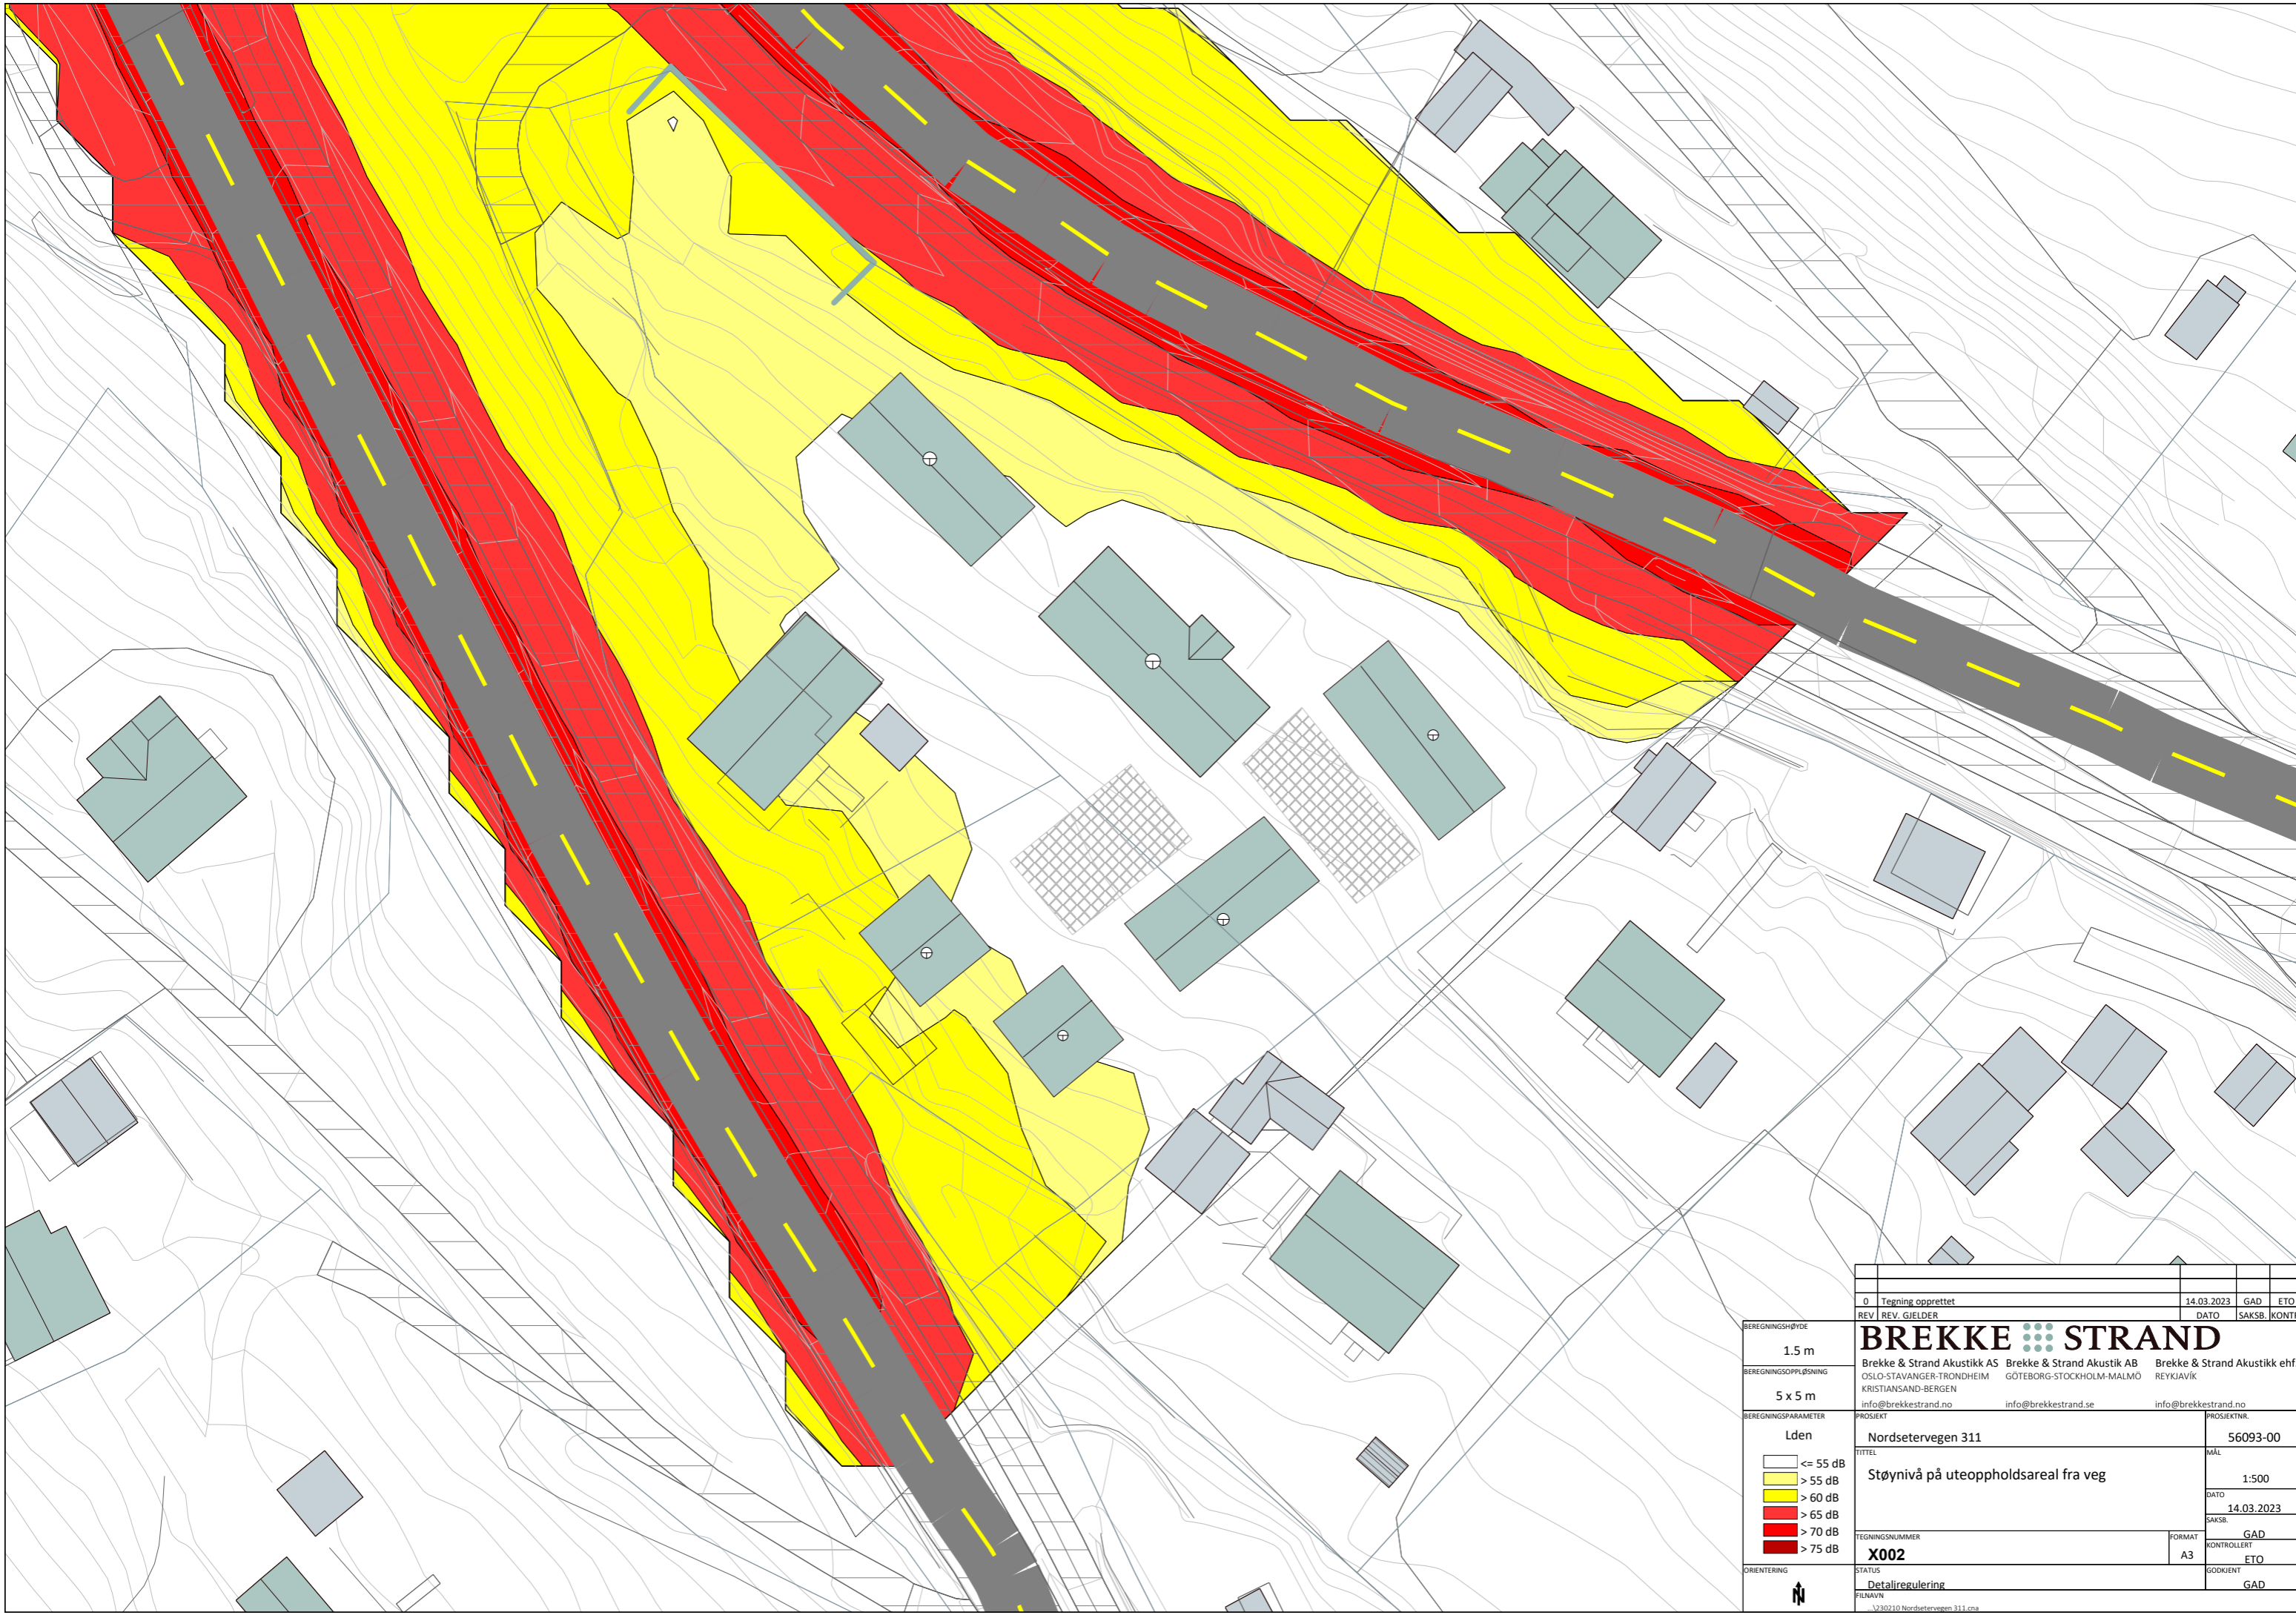 0 Tegning opprettet 14.03.2023 GAD ETO
REV REV. GJELDER DATO SAKSB.
BEREGNINGSHØYDE
1.5 m
BEREGNINGSOPPLØSNING
5 x 5 m
BEREGNINGSPARAMETER
Lden
<= 55 dB
> 55 dB
> 60 dB
> 65 dB
> 70 dB
> 75 dB
ORIENTERING
N
BREKKE STRAND
Brekke & Strand Akustikk AS Brekke & Strand Akustik AB Brekke & Strand Akustikk ehf
OSLO-STAVANGER-TRONDHEIM GÖTEBORG-STOCKHOLM-MALMÖ REYKJAVÍK
KRISTIANSAND-BERGEN
info@brekkestrand.no info@brekkestrand.se info@brekkestrand.no
PROSJEKT
Nordsetervegen 311
PROSJEKTNR.
56093-00
TITTEL
Støynivå på uteoppholdsareal fra veg
MÅL
1:500
DATO
14.03.2023
SAKSB.
GAD
TEGNINGSNUMMER
X002
FORMAT
A3
KONTROLLERT
ETO
STATUS
Detaljregulering
GODKJENT
GAD
FILNAVN
...\230210 Nordsetervegen 311.cna